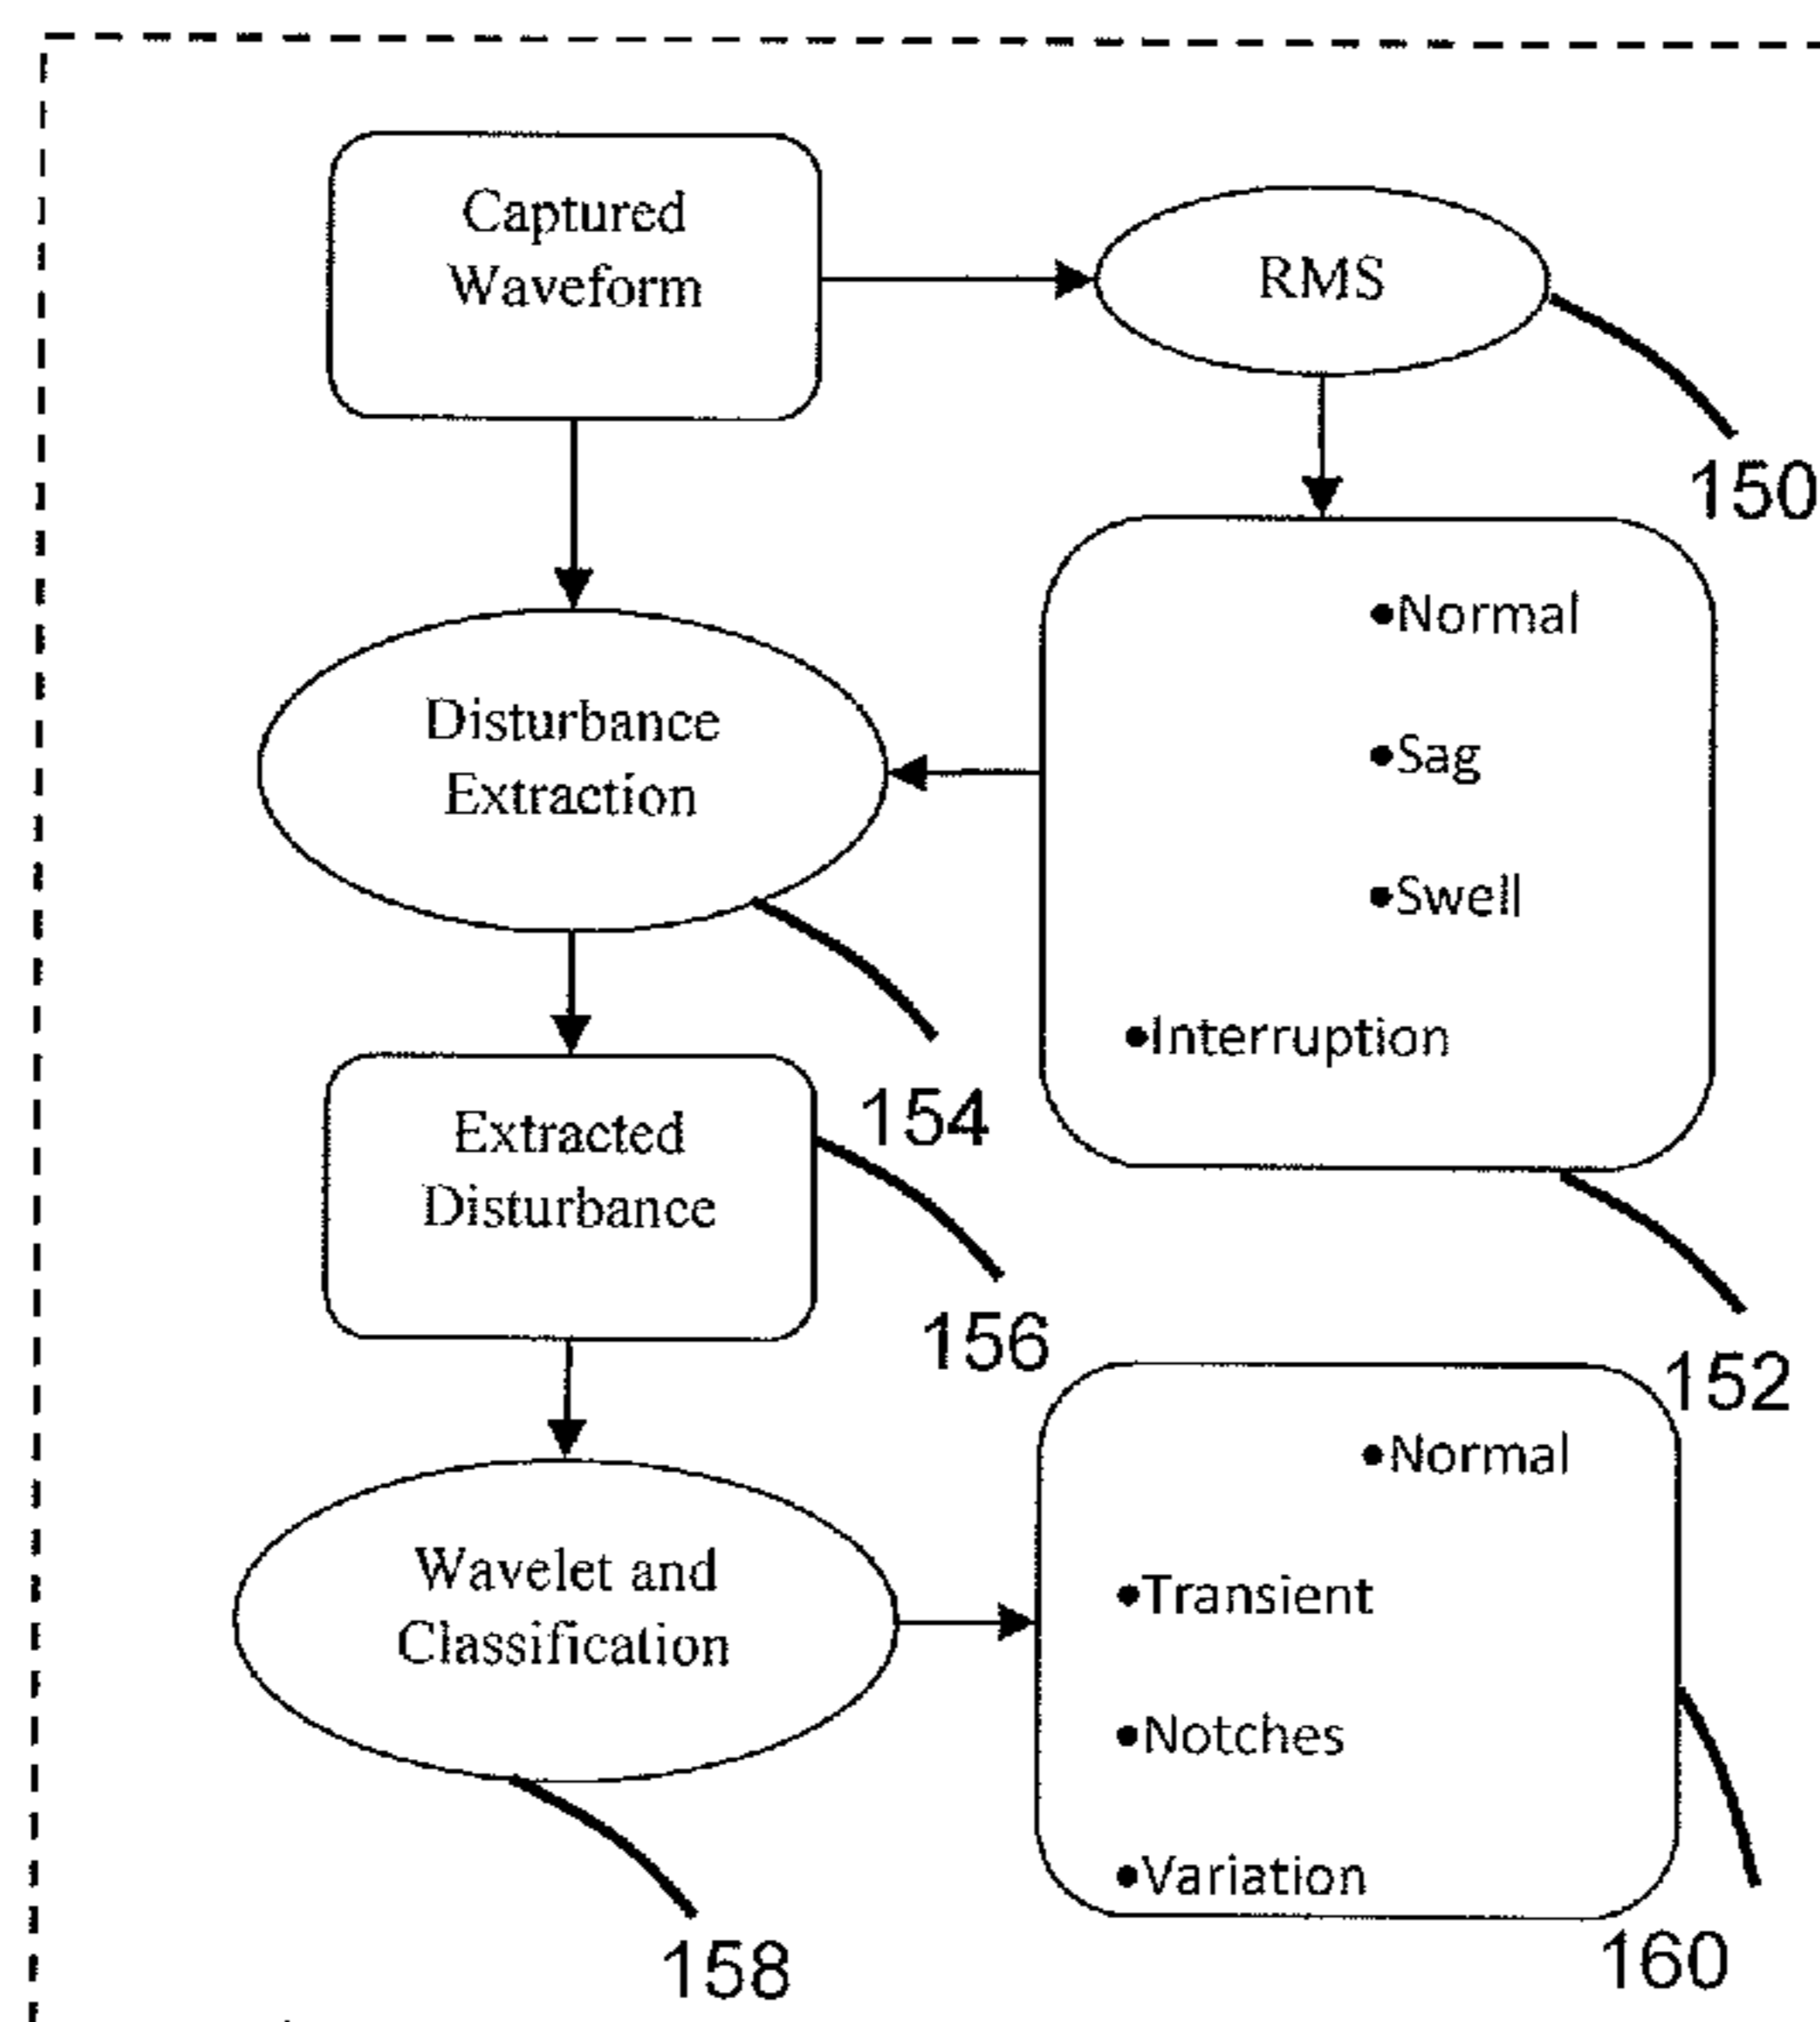 Captured
Waveform
RMS
150
•Normal
•Sag
•Swell
•Interruption
152
Disturbance
Extraction
154
Extracted
Disturbance
156
Wavelet and
Classification
158
•Normal
•Transient
•Notches
•Variation
160